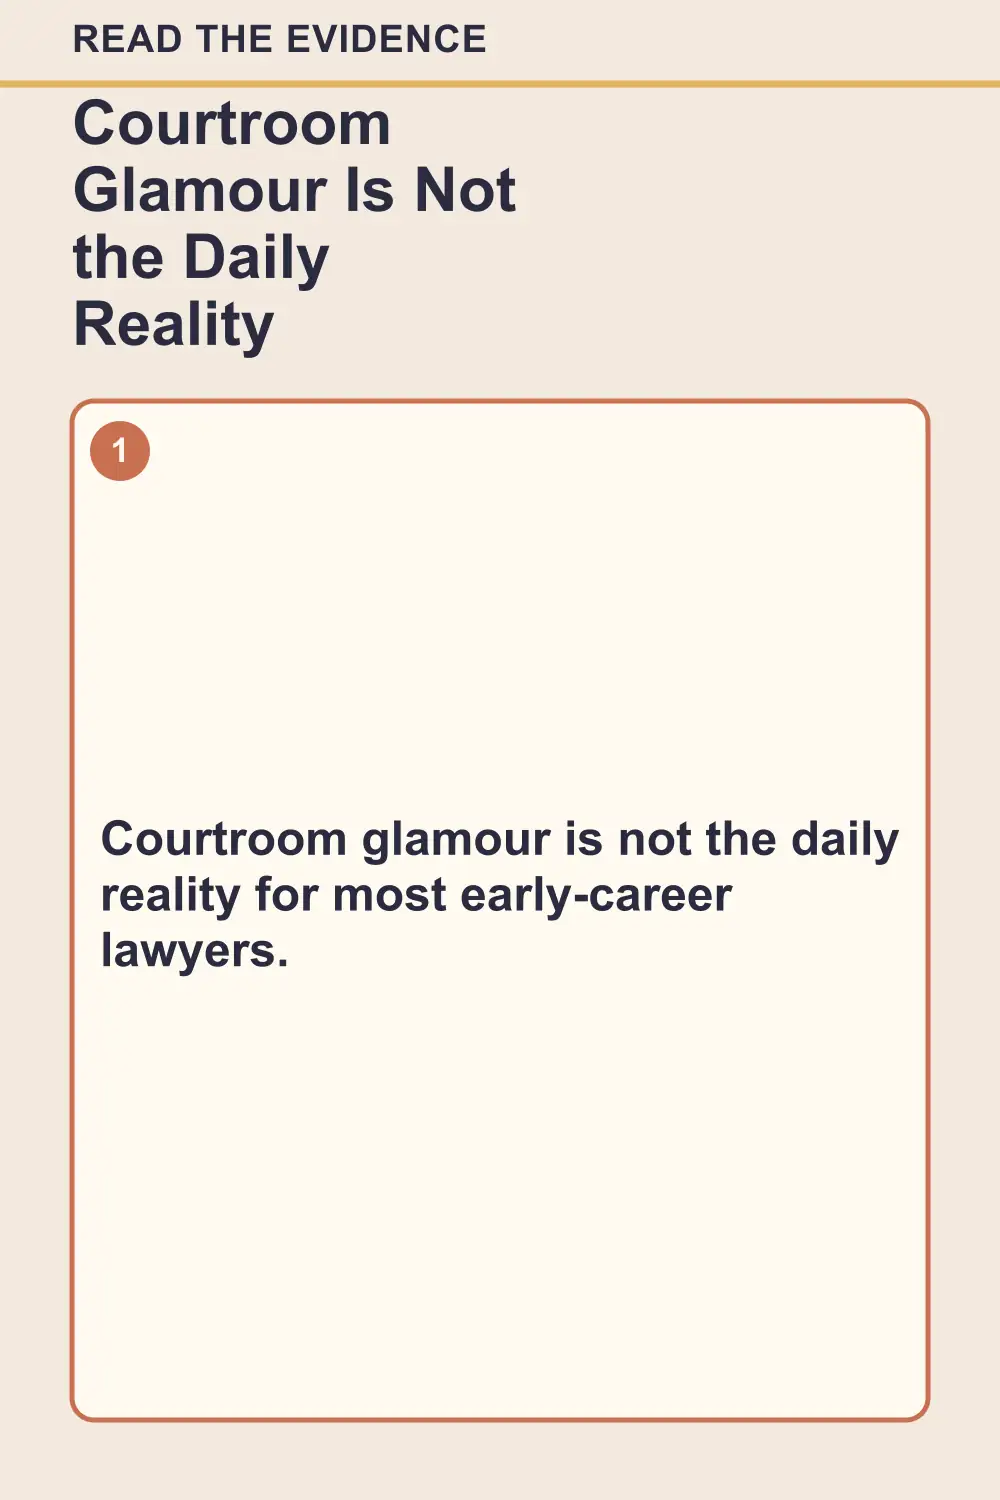 READ THE EVIDENCE
Courtroom
Glamour Is Not
the Daily
Reality
1
Courtroom glamour is not the daily
reality for most early-career
lawyers.